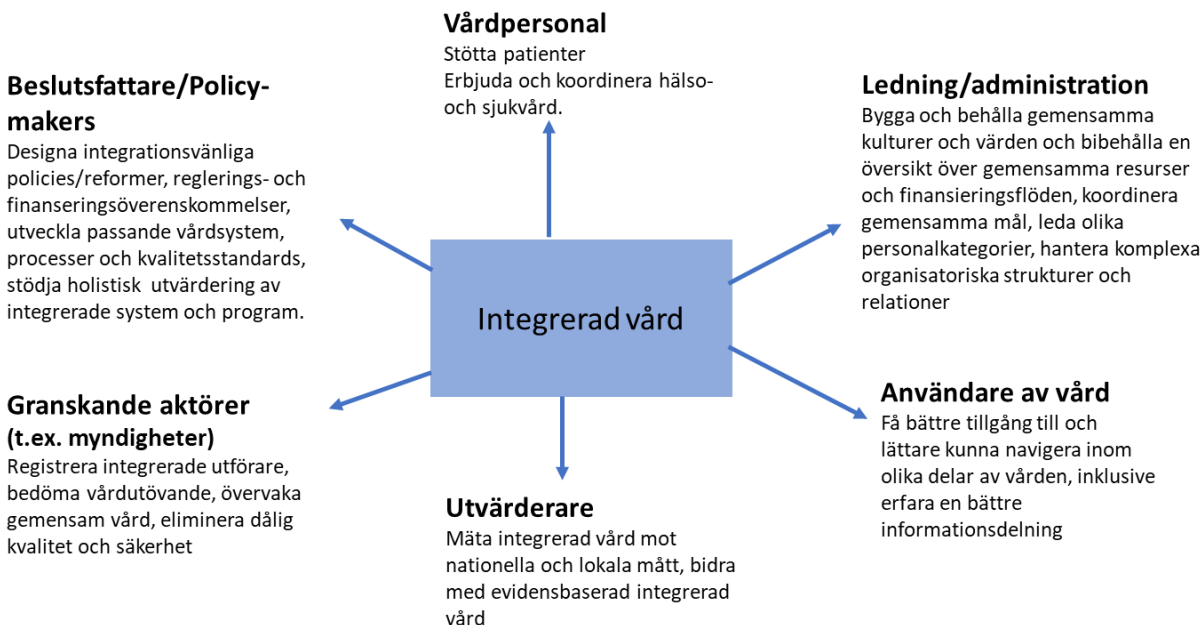 Vårdpersonal
Stötta patienter
Erbjuda och koordinera hälso-
och sjukvård.
Beslutsfattare/Policy-
makers
Designa integrationsvänliga
policies/reformer, reglerings- och
finanseringsöverenskommelser,
utveckla passande vårdsystem,
processer och kvalitetsstandards,
stödja holistisk utvärdering av
integrerade system och program.
Ledning/administration
Bygga och behålla gemensamma
kulturer och värden och bibehålla en
översikt över gemensamma resurser
och finansieringsflöden, koordinera
gemensamma mål, leda olika
personalkategorier, hantera komplexa
organisatoriska strukturer och
relationer
Integrerad vård
Granskande aktörer
(t.ex. myndigheter)
Registrera integrerade utförare,
bedöma vårdutövande, övervaka
gemensam vård, eliminera dålig
kvalitet och säkerhet
Utvärderare
Mäta integrerad vård mot
nationella och lokala mått, bidra
med evidensbaserad integrerad
vård
Användare av vård
Få bättre tillgång till och
lättare kunna navigera inom
olika delar av vården, inklusive
erfara en bättre
informationsdelning